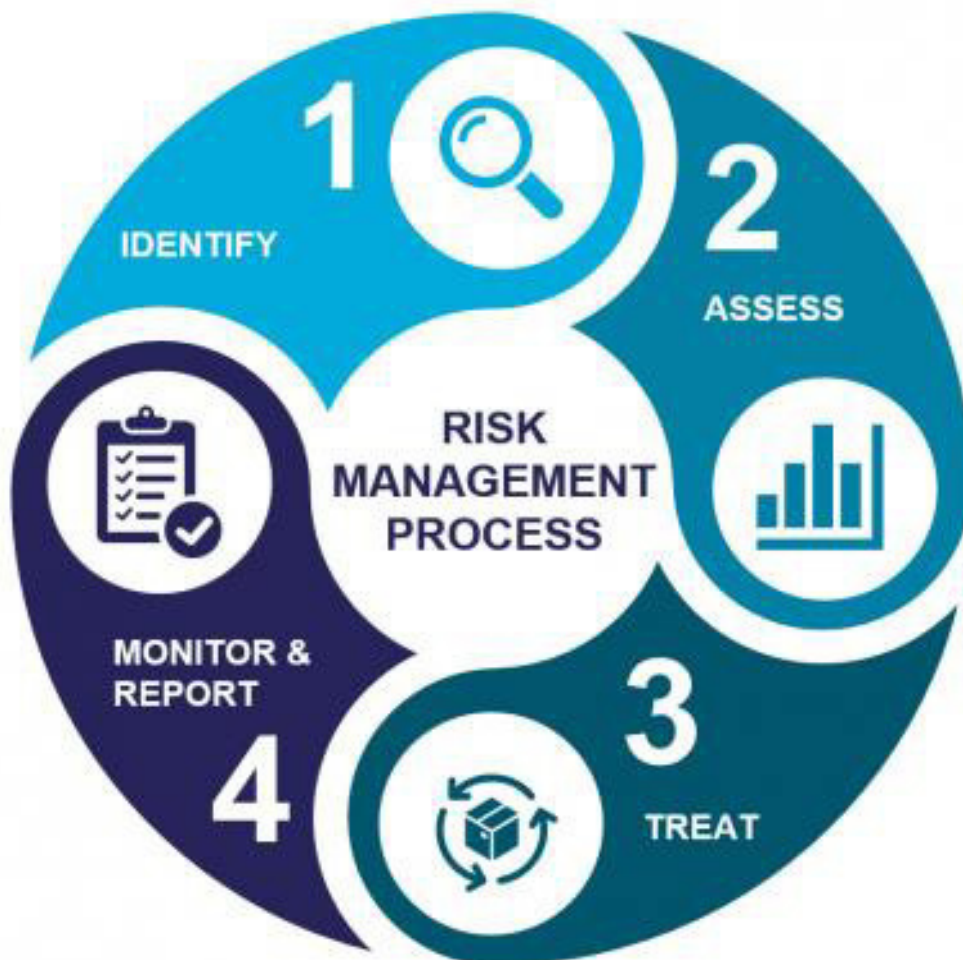 RISK
MANAGEMENT
PROCESS
1
IDENTIFY
2
ASSESS
3
TREAT
MONITOR &
REPORT
4